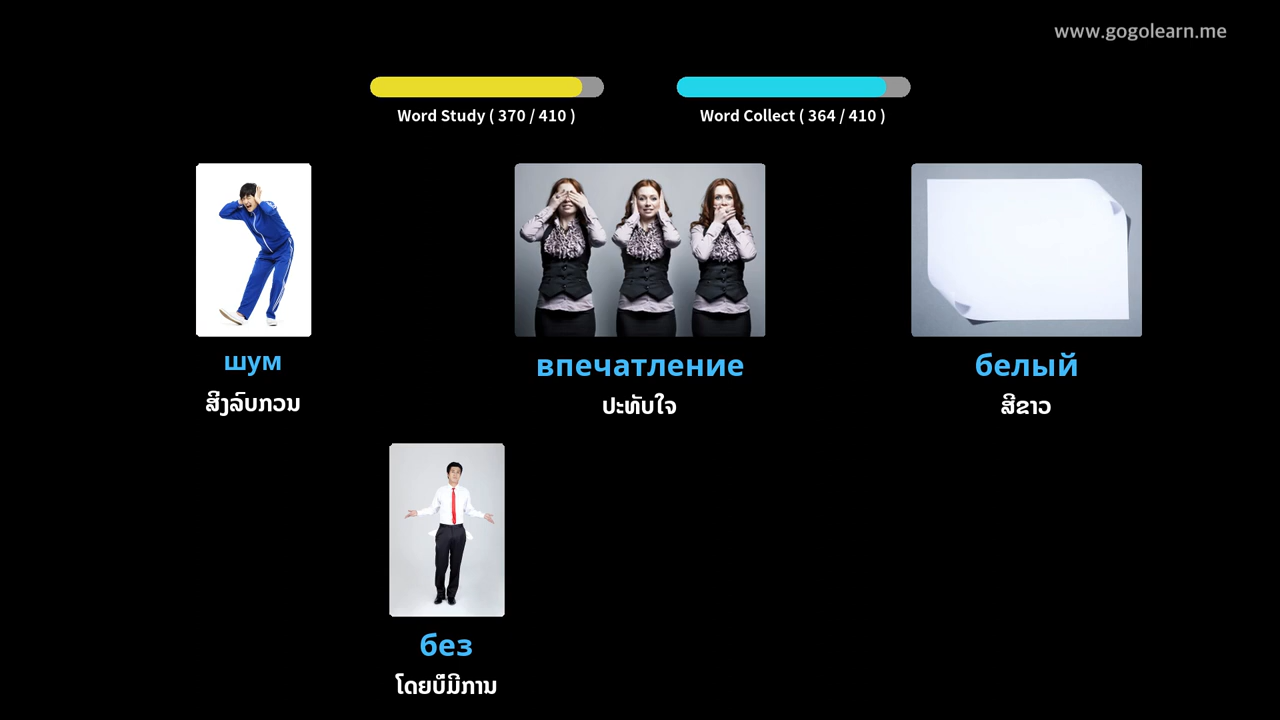 www.gogolearn.me
Word Study ( 370 / 410 )
Word Collect ( 364 / 410 )
шум
впечатление
белый
ສິ່ງລົບກວນ
ປະທັບໃຈ
ສີຂາວ
без
ໂດຍບໍ່ມີການ